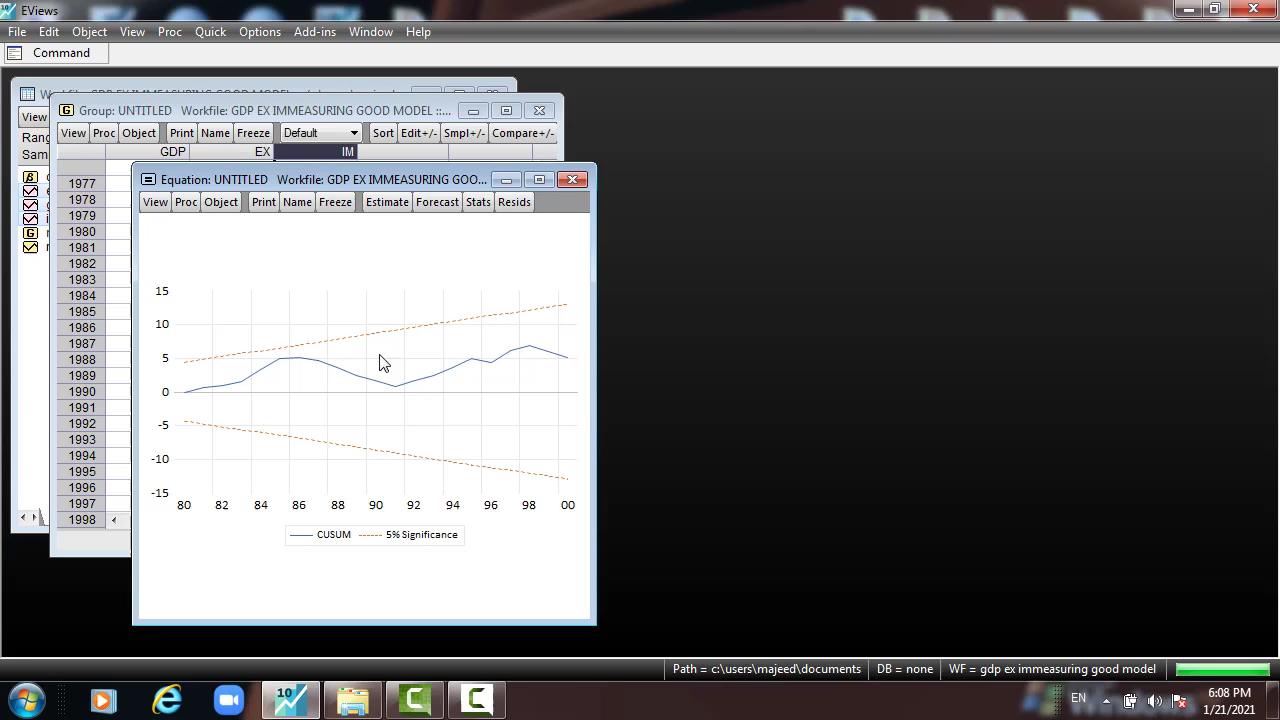 EViews
File Edit Object View Proc Quick Options Add-ins Window Help
Command
View
Group: UNTITLED Workfile: GDP EX IMMEASURING GOOD MODEL ::...
View Proc Object Print Name Freeze Default Sort Edit+/- Smpl+/- Compare+/-
GDP EX IM
Equation: UNTITLED Workfile: GDP EX IMMEASURING GOO...
View Proc Object Print Name Freeze Estimate Forecast Stats Resids
1977
1978
1979
1980
1981
1982
1983
1984
1985
1986
1987
1988
1989
1990
1991
1992
1993
1994
1995
1996
1997
1998
15
10
5
0
-5
-10
-15
80 82 84 86 88 90 92 94 96 98 00
CUSUM 5% Significance
Path = c:\users\majeed\documents DB = none WF = gdp ex immeasuring good model
10
EN
6:08 PM
1/21/2021